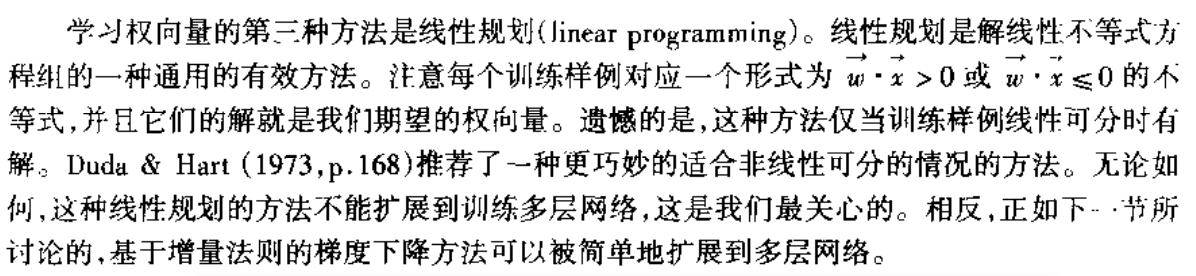 学习权向量的第三种方法是线性规划(linear programming)。线性规划是解线性不等式方
程组的一种通用的有效方法。注意每个训练样例对应一个形式为 $\vec{w} \cdot \vec{x} > 0$ 或 $\vec{w} \cdot \vec{x} \leqslant 0$ 的不
等式,并且它们的解就是我们期望的权向量。遗憾的是,这种方法仅当训练样例线性可分时有
解。Duda & Hart (1973,p.168)推荐了一种更巧妙的适合非线性可分的情况的方法。无论如
何,这种线性规划的方法不能扩展到训练多层网络,这是我们最关心的。相反,正如下一节所
讨论的,基于增量法则的梯度下降方法可以被简单地扩展到多层网络。